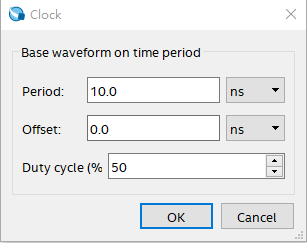 Clock
Base waveform on time period
Period: 10.0 ns
Offset: 0.0 ns
Duty cycle (% 50
OK Cancel